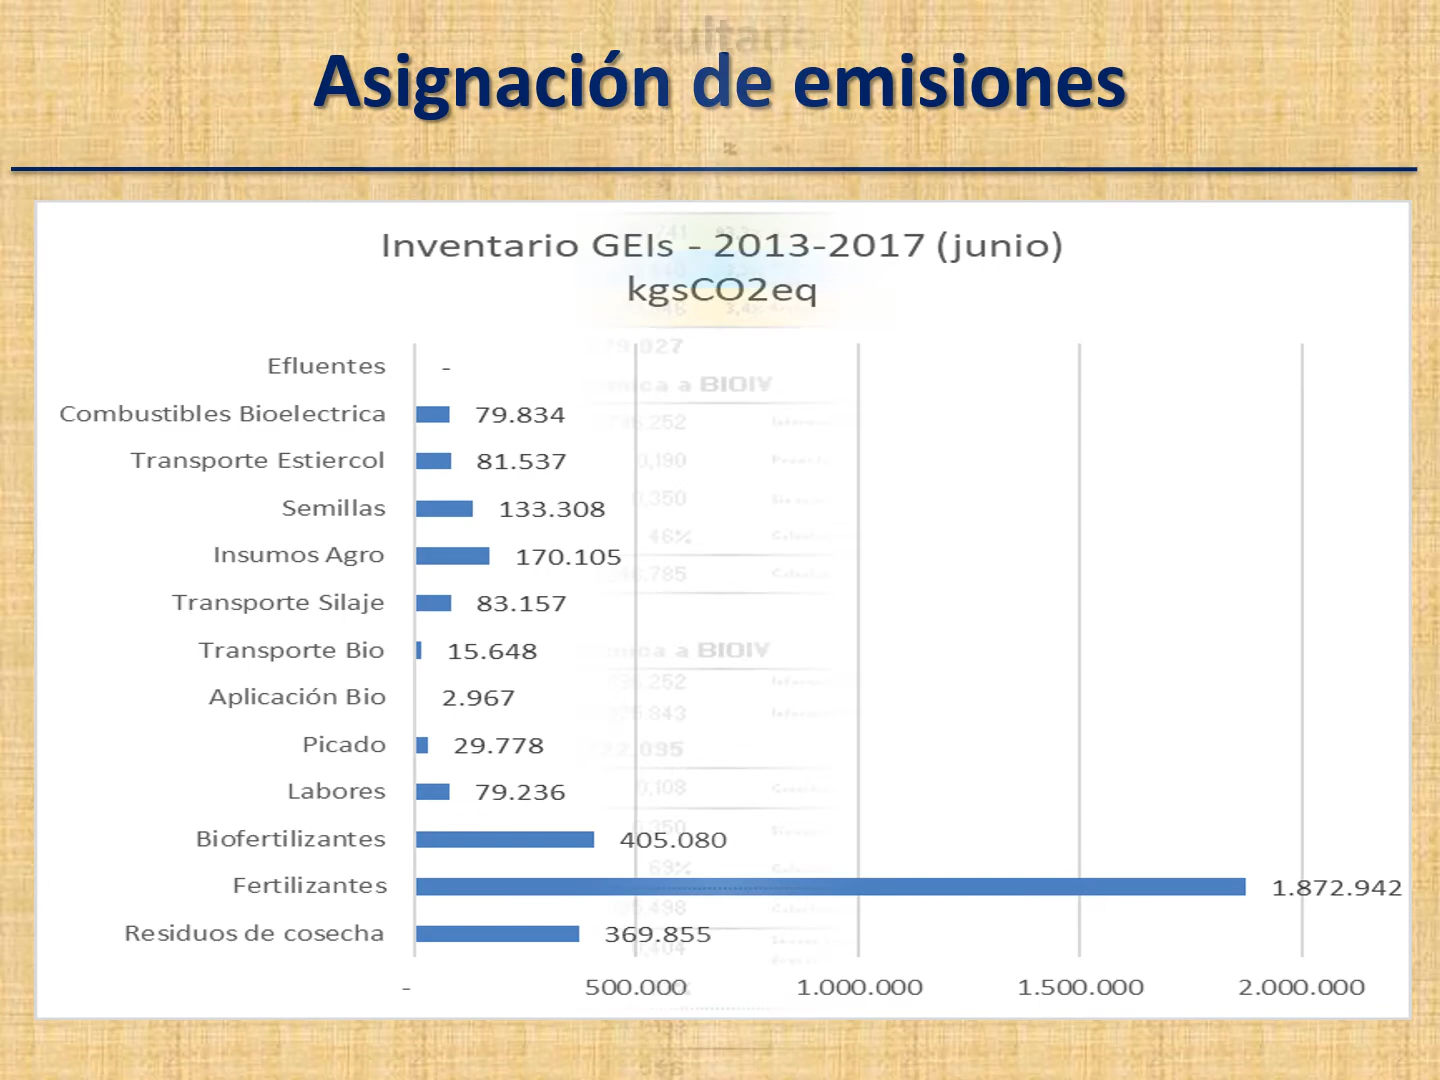 Asignación de emisiones
Inventario GEIs - 2013-2017 (junio)
kgsCO2eq
Efluentes -
Combustibles Bioelectrica 79.834
Transporte Estiercol 81.537
Semillas 133.308
Insumos Agro 170.105
Transporte Silaje 83.157
Transporte Bio 15.648
Aplicación Bio 2.967
Picado 29.778
Labores 79.236
Biofertilizantes 405.080
Fertilizantes 1.872.942
Residuos de cosecha 369.855
- 500.000 1.000.000 1.500.000 2.000.000